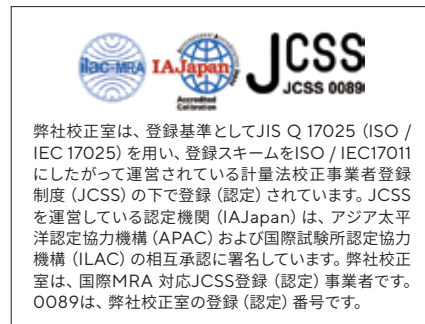 ilac-MRA
IAJapan
Accredited
Calibration
JCSS
JCSS 0089
弊社校正室は、登録基準としてJIS Q 17025（ISO /
IEC 17025）を用い、登録スキームをISO / IEC17011
にしたがって運営されている計量法校正事業者登録
制度（JCSS）の下で登録（認定）されています。JCSS
を運営している認定機関（IAJapan）は、アジア太平
洋認定協力機構（APAC）および国際試験所認定協力
機構（ILAC）の相互承認に署名しています。弊社校正
室は、国際MRA 対応JCSS登録（認定）事業者です。
0089は、弊社校正室の登録（認定）番号です。